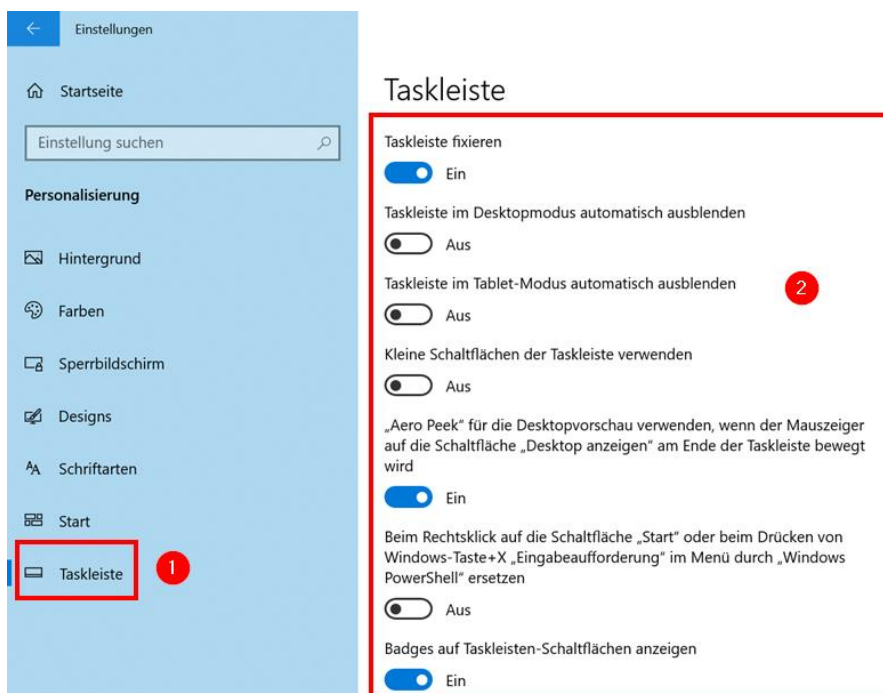 Einstellungen
Startseite
Einstellung suchen
Personalisierung
Hintergrund
Farben
Sperrbildschirm
Designs
Schriftarten
Start
Taskleiste
1
Taskleiste
Taskleiste fixieren
Ein
Taskleiste im Desktopmodus automatisch ausblenden
Aus
Taskleiste im Tablet-Modus automatisch ausblenden
2
Aus
Kleine Schaltflächen der Taskleiste verwenden
Aus
„Aero Peek“ für die Desktopvorschau verwenden, wenn der Mauszeiger
auf die Schaltfläche „Desktop anzeigen“ am Ende der Taskleiste bewegt
wird
Ein
Beim Rechtsklick auf die Schaltfläche „Start“ oder beim Drücken von
Windows-Taste+X „Eingabeaufforderung“ im Menü durch „Windows
PowerShell“ ersetzen
Aus
Badges auf Taskleisten-Schaltflächen anzeigen
Ein